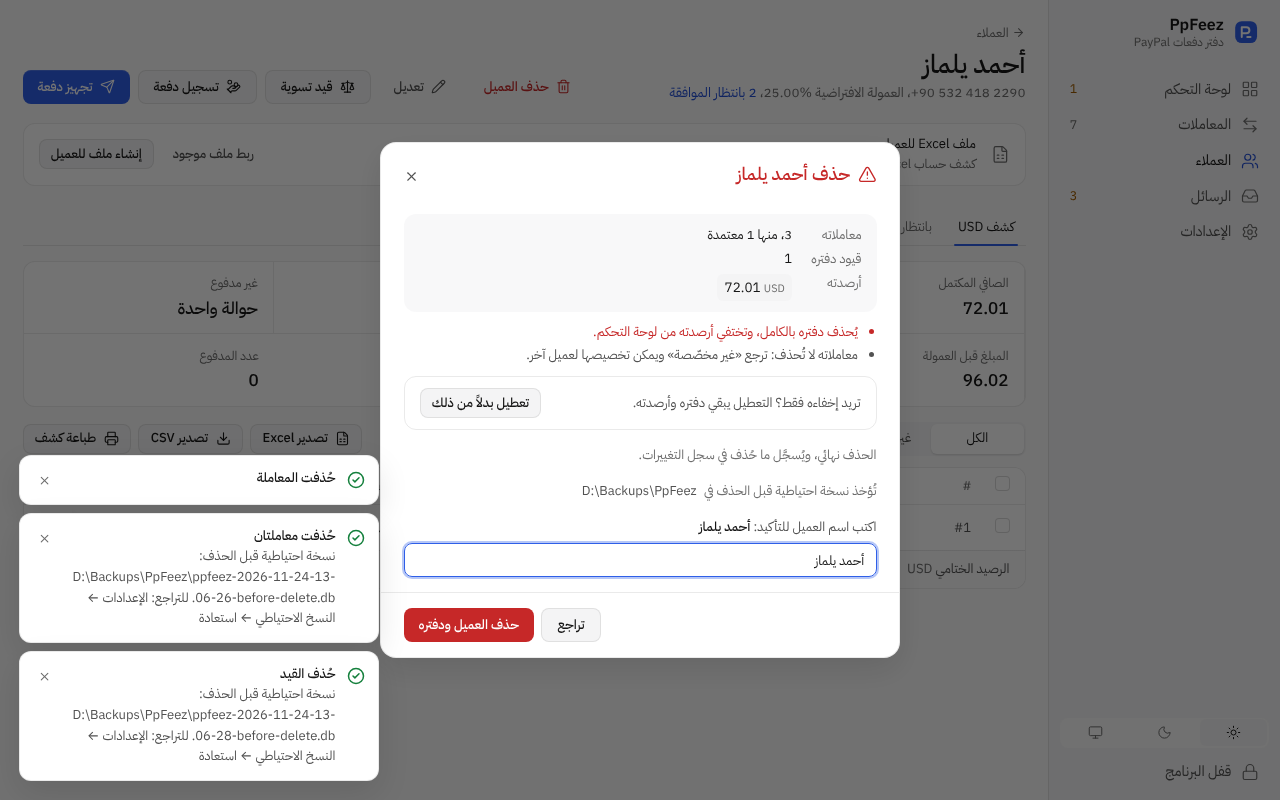 PpFeez
دفتر دفعات PayPal
لوحة التحكم
1
المعاملات
7
العملاء
الرسائل
3
الإعدادات
قفل البرنامج
العملاء →
أحمد يلماز
+90 532 418 2290، العمولة الافتراضية 25.00%، 2 بانتظار الموافقة
حذف العميل
تعديل
قيد تسوية
تسجيل دفعة
تجهيز دفعة
ملف Excel للعميل
كشف حساب
ربط ملف موجود
إنشاء ملف للعميل
كشف USD
بانتظار
الصافي المكتمل
72.01
غير مدفوع
حوالة واحدة
المبلغ قبل العمولة
96.02
عدد المدفوع
0
الكل
تصدير Excel
تصدير CSV
طباعة كشف
#
#1
الرصيد الختامي USD
حذف أحمد يلماز
معاملاته
3، منها 1 معتمدة
قيود دفتره
1
أرصدته
72.01 USD
يُحذف دفتره بالكامل، وتختفي أرصدته من لوحة التحكم.
معاملاته لا تُحذف: ترجع «غير مخصّصة» ويمكن تخصيصها لعميل آخر.
تريد إخفاءه فقط؟ التعطيل يبقي دفتره وأرصدته.
تعطيل بدلاً من ذلك
الحذف نهائي، ويُسجَّل ما حُذف في سجل التغييرات.
تُؤخذ نسخة احتياطية قبل الحذف في D:\Backups\PpFeez
اكتب اسم العميل للتأكيد: أحمد يلماز
أحمد يلماز
تراجع
حذف العميل ودفتره
حُذفت المعاملة
حُذفت معاملتان
نسخة احتياطية قبل الحذف:
D:\Backups\PpFeez\ppfeez-2026-11-24-13-
06-26-before-delete.db. للتراجع: الإعدادات ←
النسخ الاحتياطي ← استعادة
حُذف القيد
نسخة احتياطية قبل الحذف:
D:\Backups\PpFeez\ppfeez-2026-11-24-13-
06-28-before-delete.db. للتراجع: الإعدادات ←
النسخ الاحتياطي ← استعادة